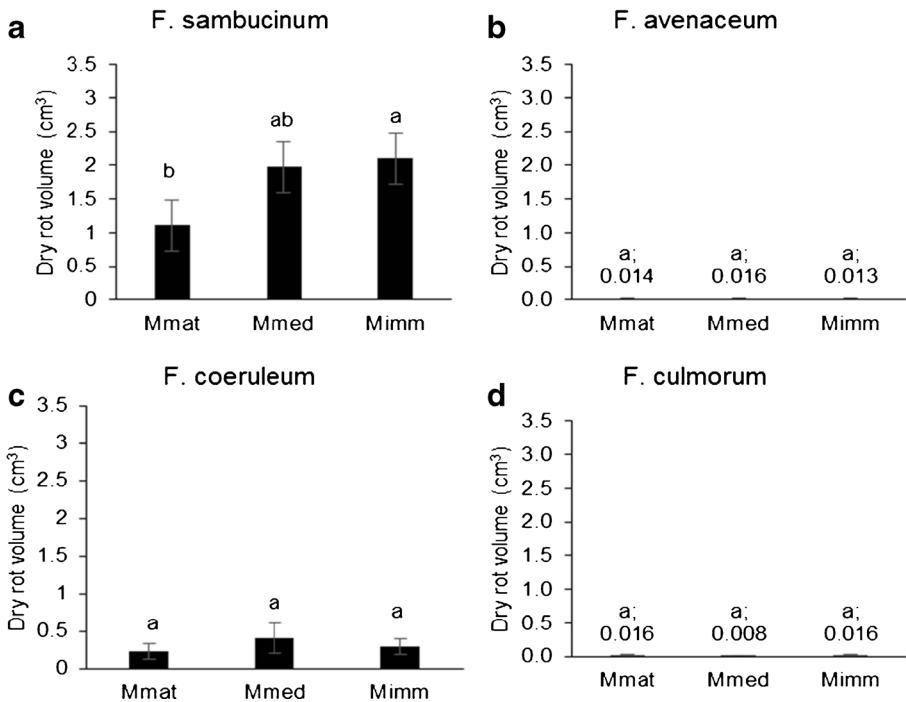 a
F. sambucinum
Dry rot volume (cm³)
3.5
3
2.5
2
1.5
1
0.5
0
b
ab
a
Mmat Mmed Mimm
b
F. avenaceum
Dry rot volume (cm³)
3.5
3.0
2.5
2.0
1.5
1.0
0.5
0.0
a; a; a;
0.014 0.016 0.013
Mmat Mmed Mimm
c
F. coeruleum
Dry rot volume (cm³)
3.5
3
2.5
2
1.5
1
0.5
0
a a a
Mmat Mmed Mimm
d
F. culmorum
Dry rot volume (cm³)
3.5
3.0
2.5
2.0
1.5
1.0
0.5
0.0
a; a; a;
0.016 0.008 0.016
Mmat Mmed Mimm